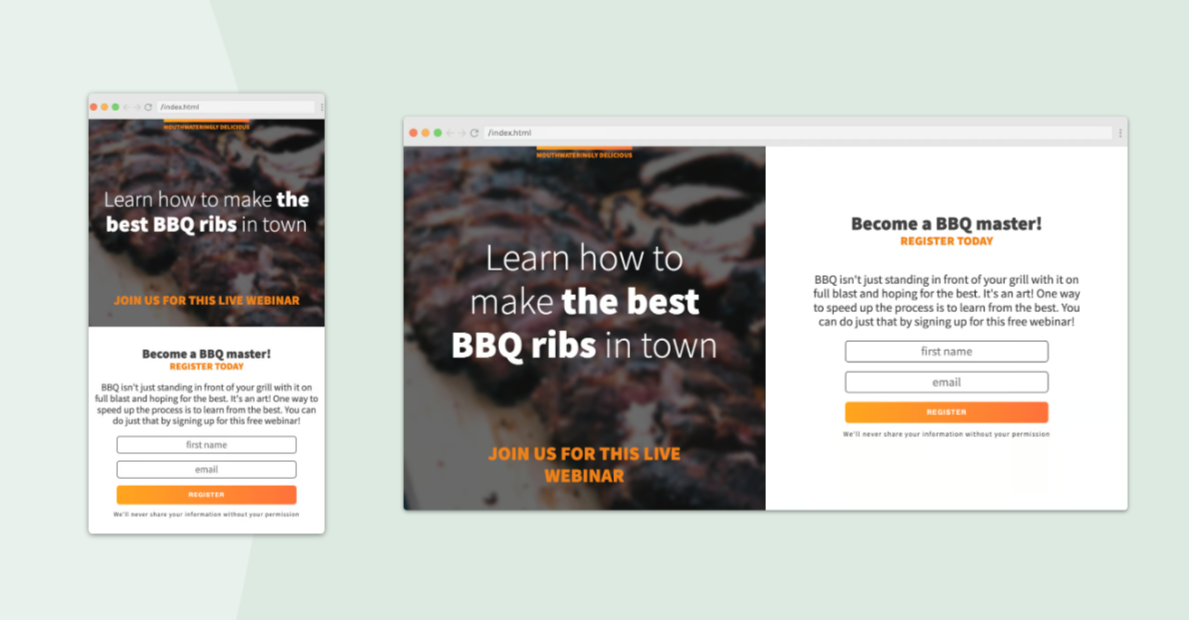 /index.html
MOUTHWATERINGLY DELICIOUS
Learn how to make the
best BBQ ribs in town
JOIN US FOR THIS LIVE WEBINAR
Become a BBQ master!
REGISTER TODAY
BBQ isn't just standing in front of your grill with it on
full blast and hoping for the best. It's an art! One way to
speed up the process is to learn from the best. You can
do just that by signing up for this free webinar!
first name
email
REGISTER
We'll never share your information without your permission
/index.html
MOUTHWATERINGLY DELICIOUS
Learn how to
make the best
BBQ ribs in town
JOIN US FOR THIS LIVE
WEBINAR
Become a BBQ master!
REGISTER TODAY
BBQ isn't just standing in front of your grill with it on
full blast and hoping for the best. It's an art! One way
to speed up the process is to learn from the best. You
can do just that by signing up for this free webinar!
first name
email
REGISTER
We'll never share your information without your permission